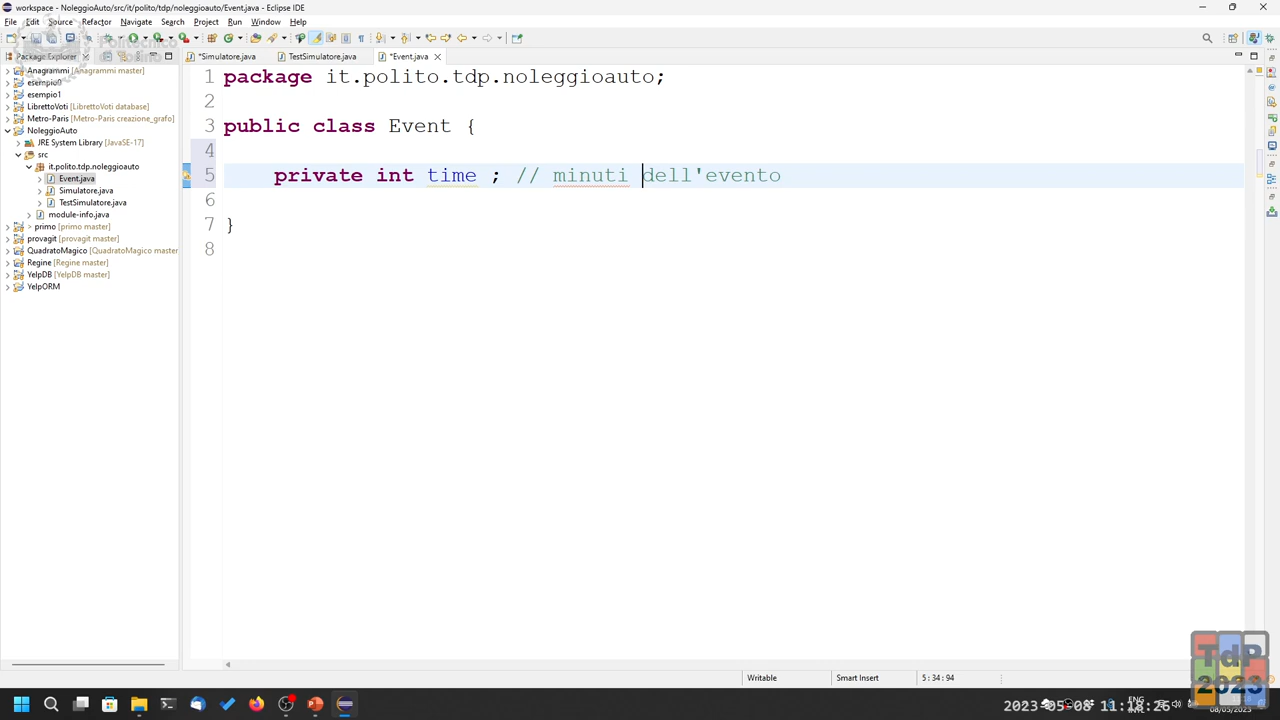 workspace - NoleggioAuto/src/it/polito/tdp/noleggioauto/Event.java - Eclipse IDE
File Edit Source Refactor Navigate Search Project Run Window Help
Politecnico
Package Explorer
*Simulatore.java TestSimulatore.java *Event.java
Anagrammi [Anagrammi master]
esempio0
esempio1
LibrettoVoti [LibrettoVoti database]
Metro-Paris [Metro-Paris creazione_grafo]
NoleggioAuto
JRE System Library [JavaSE-17]
src
it.polito.tdp.noleggioauto
Event.java
Simulatore.java
TestSimulatore.java
module-info.java
> primo [primo master]
provagit [provagit master]
QuadratoMagico [QuadratoMagico master
Regine [Regine master]
YelpDB [YelpDB master]
YelpORM
1 package it.polito.tdp.noleggioauto;
2
3 public class Event {
4
5 private int time ; // minuti dell'evento
6
7 }
8
Writable Smart Insert 5 : 34 : 94
TdP
2023
ENG